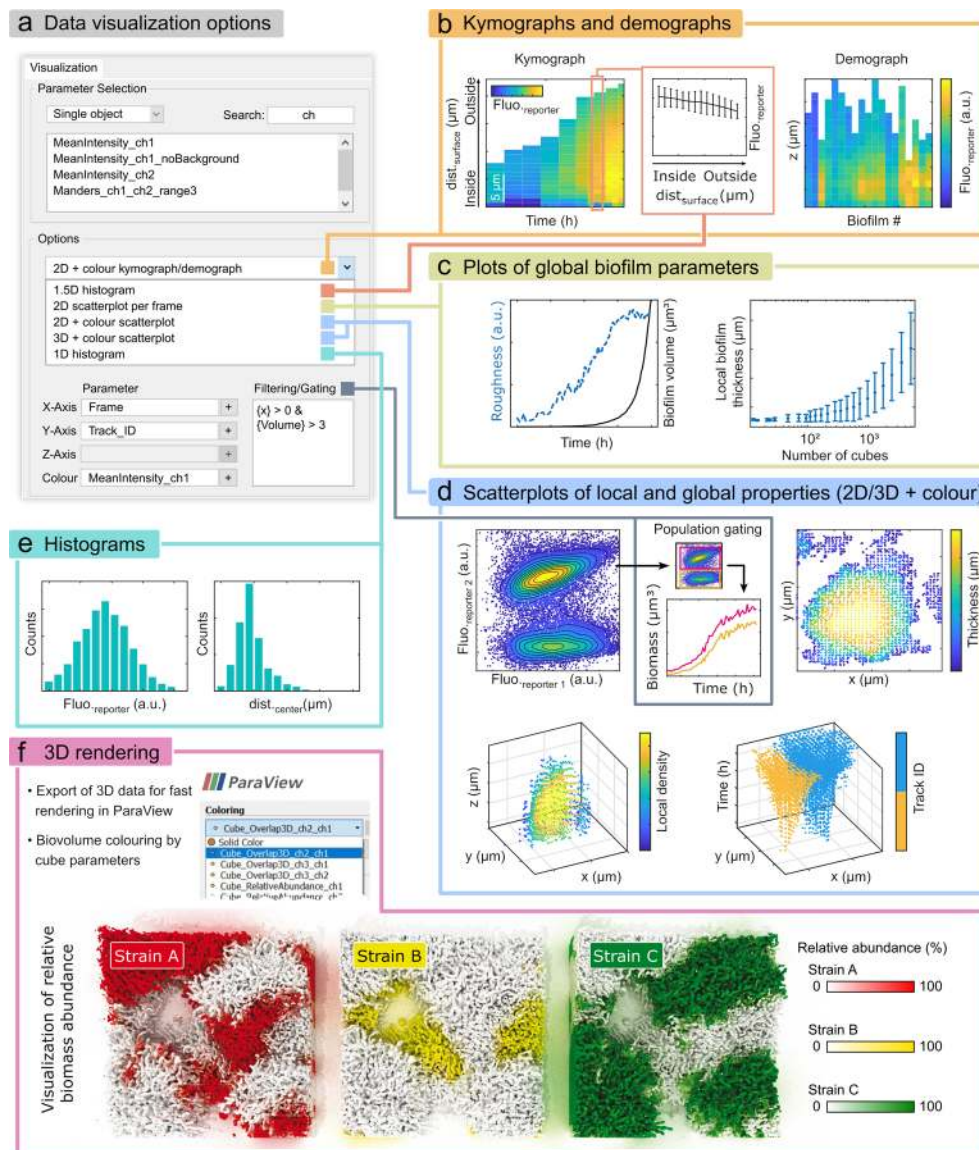 a Data visualization options
Visualization
Parameter Selection
Single object
Search:
ch
MeanIntensity_ch1
MeanIntensity_ch1_noBackground
MeanIntensity_ch2
Manders_ch1_ch2_range3
Options
2D + colour kymograph/demograph
1.5D histogram
2D scatterplot per frame
2D + colour scatterplot
3D + colour scatterplot
1D histogram
Parameter
Filtering/Gating
X-Axis
Frame
+
Y-Axis
Track_ID
+
Z-Axis
+
Colour
MeanIntensity_ch1
+
{x} > 0 &
{Volume} > 3
b Kymographs and demographs
Kymograph
Outside
Inside
dist.surface (µm)
Fluo.reporter
5 µm
Time (h)
Fluo.reporter
Inside Outside
distsurface(µm)
Demograph
z (µm)
Biofilm #
Fluo.reporter (a.u.)
c Plots of global biofilm parameters
Roughness (a.u.)
Biofilm volume (µm³)
Time (h)
Local biofilm
thickness (µm)
10² 10³
Number of cubes
d Scatterplots of local and global properties (2D/3D + colour)
Fluo.reporter 2 (a.u.)
Fluo.reporter 1 (a.u.)
Population gating
Biomass (µm³)
Time (h)
y (µm)
x (µm)
Thickness (µm)
z (µm)
y (µm)
x (µm)
Local density
Time (h)
y (µm)
x (µm)
Track ID
e Histograms
Counts
Fluo.reporter (a.u.)
Counts
dist.center(µm)
f 3D rendering
• Export of 3D data for fast
rendering in ParaView
• Biovolume colouring by
cube parameters
ParaView
Coloring
Cube_Overlap3D_ch2_ch1
Solid Color
Cube_Overlap3D_ch2_ch1
Cube_Overlap3D_ch3_ch1
Cube_Overlap3D_ch3_ch2
Cube_RelativeAbundance_ch1
Visualization of relative
biomass abundance
Strain A
Strain B
Strain C
Relative abundance (%)
Strain A
0 100
Strain B
0 100
Strain C
0 100